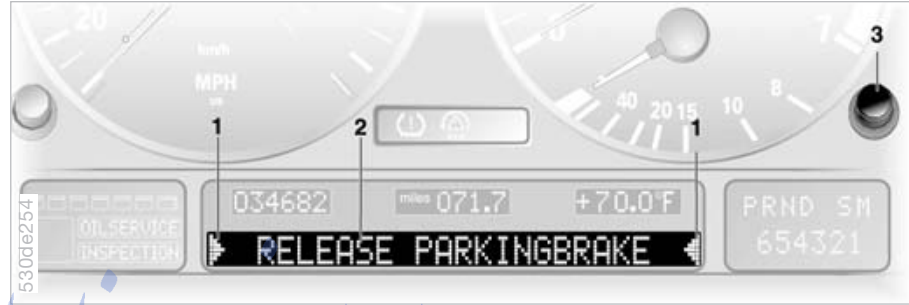 20
km/h
MPH
6
7
3
40 20 15 10 8
1 2 1
034682 miles 071.7 +70.0°F
PRND SM
OILSERVICE
654321
INSPECTION
RELEASE PARKINGBRAKE
530de254